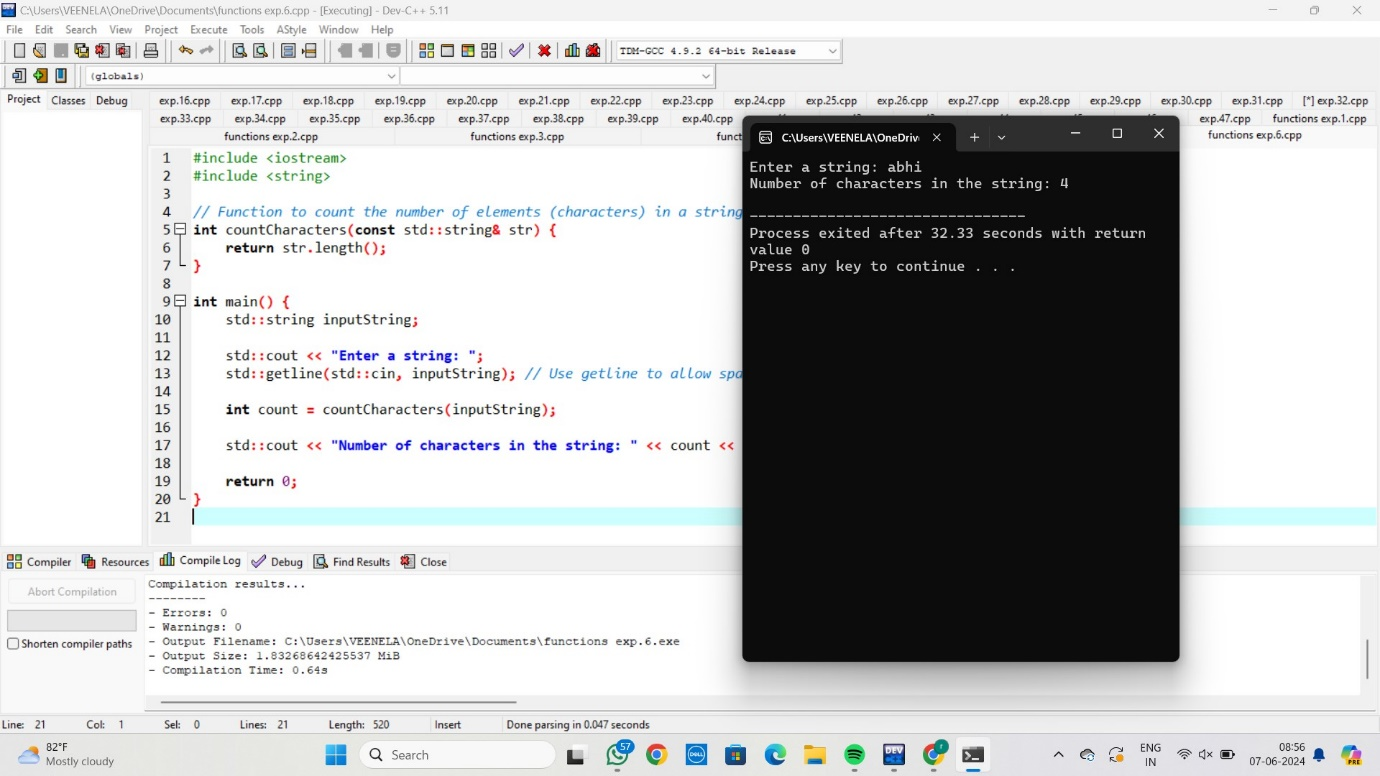 C:\Users\VEENELA\OneDrive\Documents\functions exp.6.cpp - [Executing] - Dev-C++ 5.11
File Edit Search View Project Execute Tools AStyle Window Help
TDM-GCC 4.9.2 64-bit Release
(globals)
Project Classes Debug
exp.16.cpp exp.17.cpp exp.18.cpp exp.19.cpp exp.20.cpp exp.21.cpp exp.22.cpp exp.23.cpp exp.24.cpp exp.25.cpp exp.26.cpp exp.27.cpp exp.28.cpp exp.29.cpp exp.30.cpp exp.31.cpp [*] exp.32.cpp
exp.33.cpp exp.34.cpp exp.35.cpp exp.36.cpp exp.37.cpp exp.38.cpp exp.39.cpp exp.40.cpp exp.47.cpp functions exp.1.cpp
functions exp.2.cpp functions exp.3.cpp funct functions exp.6.cpp
1 #include <iostream>
2 #include <string>
3
4 // Function to count the number of elements (characters) in a string
5 int countCharacters(const std::string& str) {
6 return str.length();
7 }
8
9 int main() {
10 std::string inputString;
11
12 std::cout << "Enter a string: ";
13 std::getline(std::cin, inputString); // Use getline to allow spa
14
15 int count = countCharacters(inputString);
16
17 std::cout << "Number of characters in the string: " << count <<
18
19 return 0;
20 }
21
C:\Users\VEENELA\OneDriv
Enter a string: abhi
Number of characters in the string: 4
--------------------------------
Process exited after 32.33 seconds with return
value 0
Press any key to continue . . .
Compiler Resources Compile Log Debug Find Results Close
Abort Compilation
Shorten compiler paths
Compilation results...
--------
- Errors: 0
- Warnings: 0
- Output Filename: C:\Users\VEENELA\OneDrive\Documents\functions exp.6.exe
- Output Size: 1.83268642425537 MiB
- Compilation Time: 0.64s
Line: 21 Col: 1 Sel: 0 Lines: 21 Length: 520 Insert Done parsing in 0.047 seconds
82°F
Mostly cloudy
Search
57
DELL
DEV
ENG
IN
08:56
07-06-2024
PRE